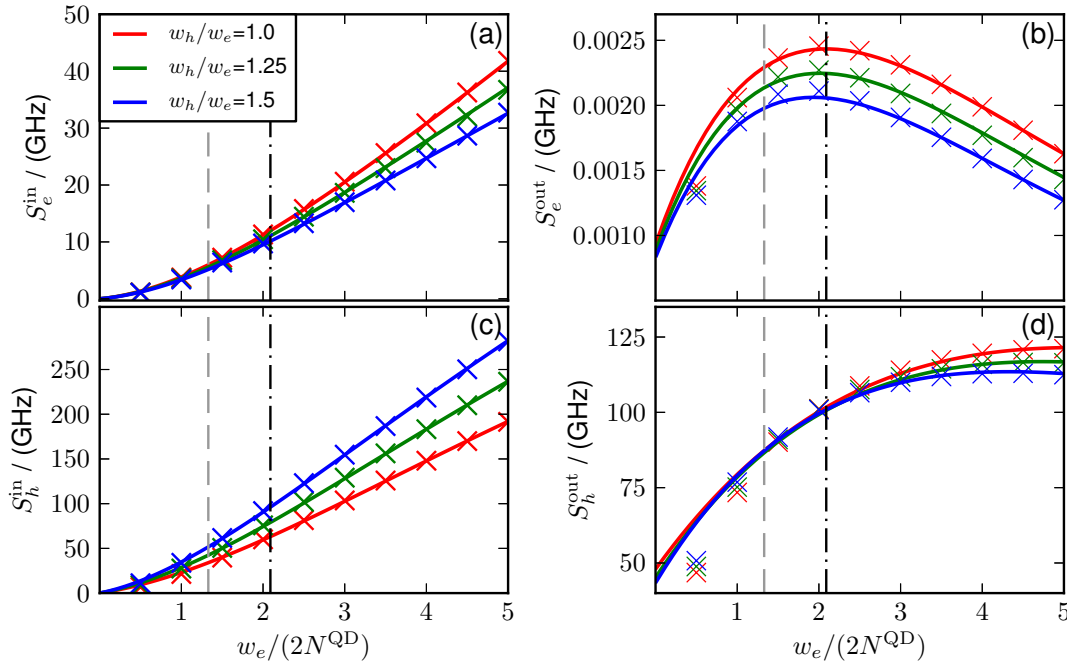 50
40
30
20
10
0
S_e^in / (GHz)
w_h/w_e=1.0
w_h/w_e=1.25
w_h/w_e=1.5
(a)
0.0025
0.0020
0.0015
0.0010
S_e^out / (GHz)
(b)
250
200
150
100
50
0
S_h^in / (GHz)
(c)
1 2 3 4 5
w_e/(2N^QD)
125
100
75
50
S_h^out / (GHz)
(d)
1 2 3 4 5
w_e/(2N^QD)